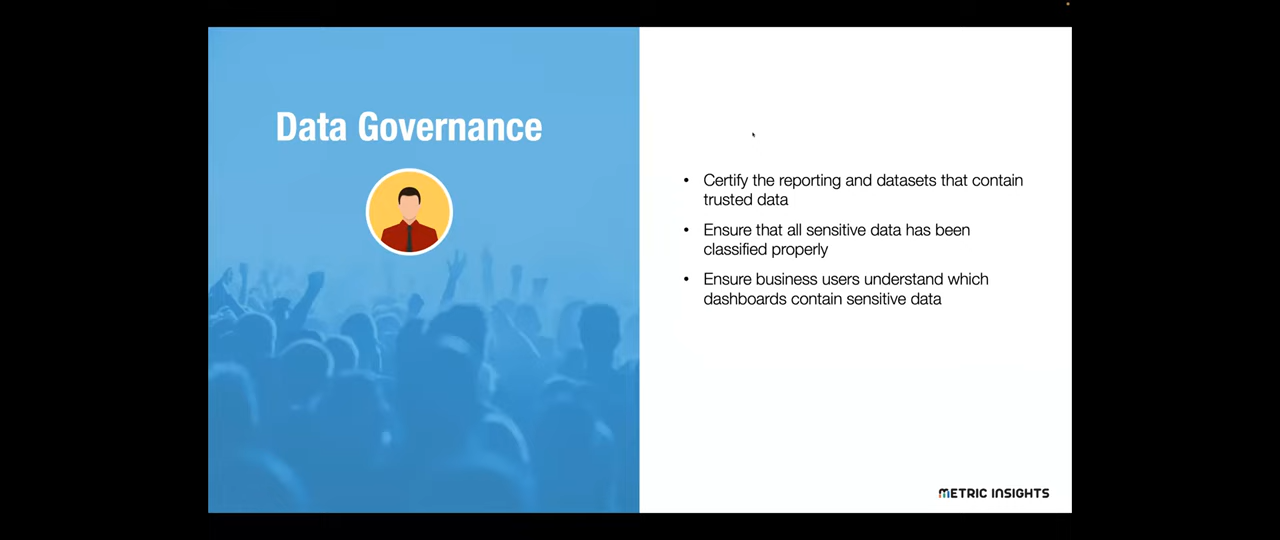 Data Governance
• Certify the reporting and datasets that contain
trusted data
• Ensure that all sensitive data has been
classified properly
• Ensure business users understand which
dashboards contain sensitive data
METRIC INSIGHTS